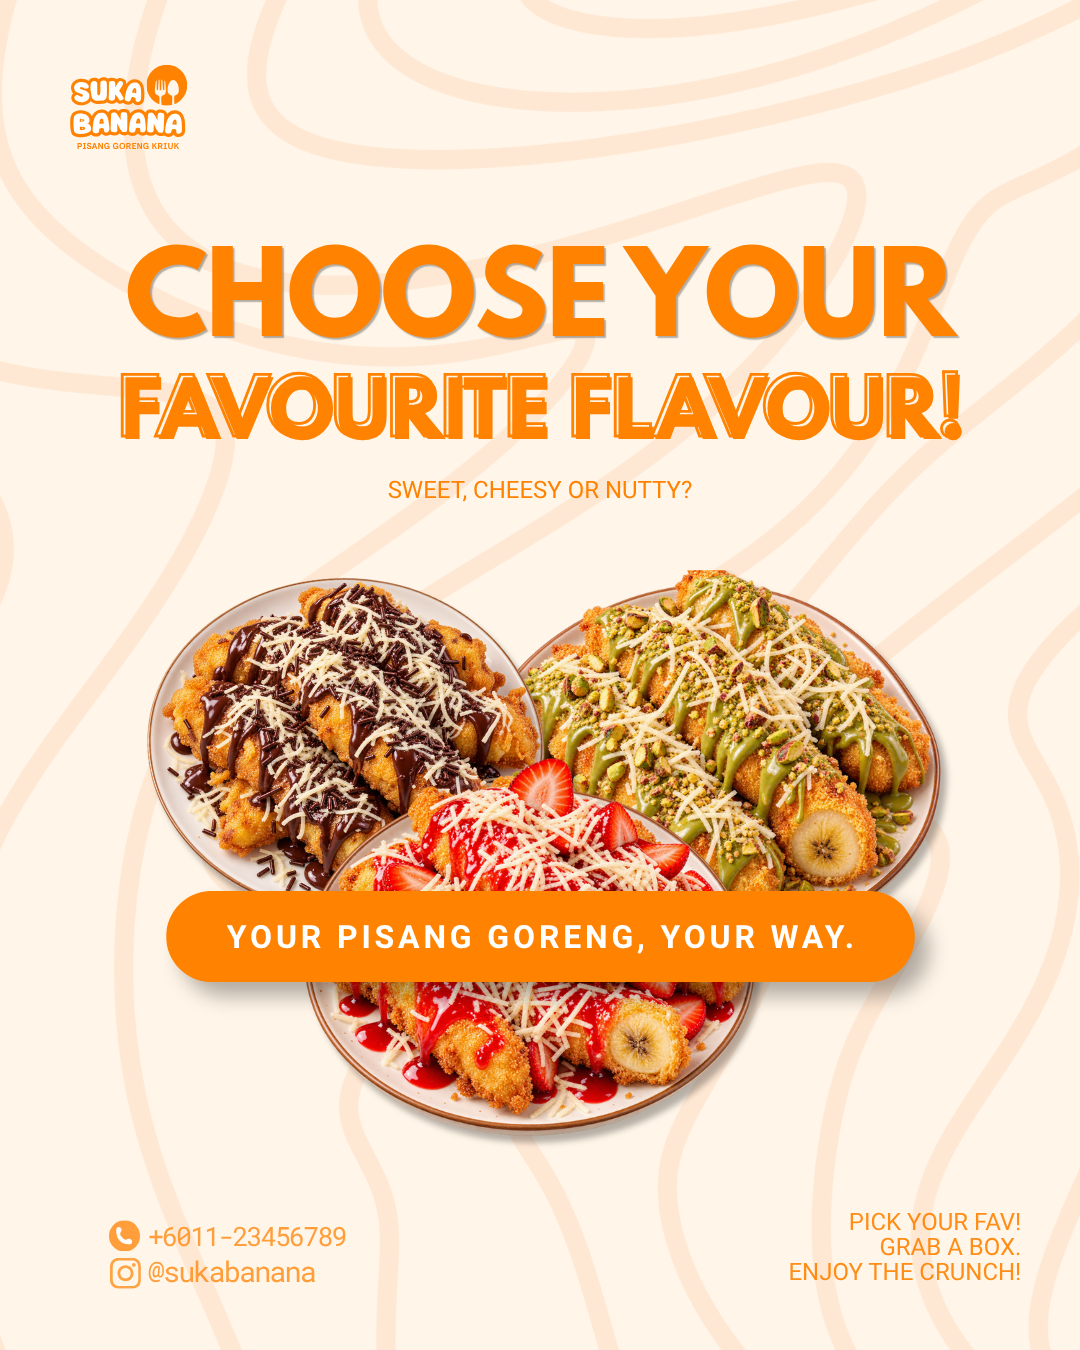 SUKA
BANANA
PISANG GORENG KRIUK
CHOOSE YOUR
FAVOURITE FLAVOUR!
SWEET, CHEESY OR NUTTY?
YOUR PISANG GORENG, YOUR WAY.
+6011-23456789
@sukabanana
PICK YOUR FAV!
GRAB A BOX.
ENJOY THE CRUNCH!